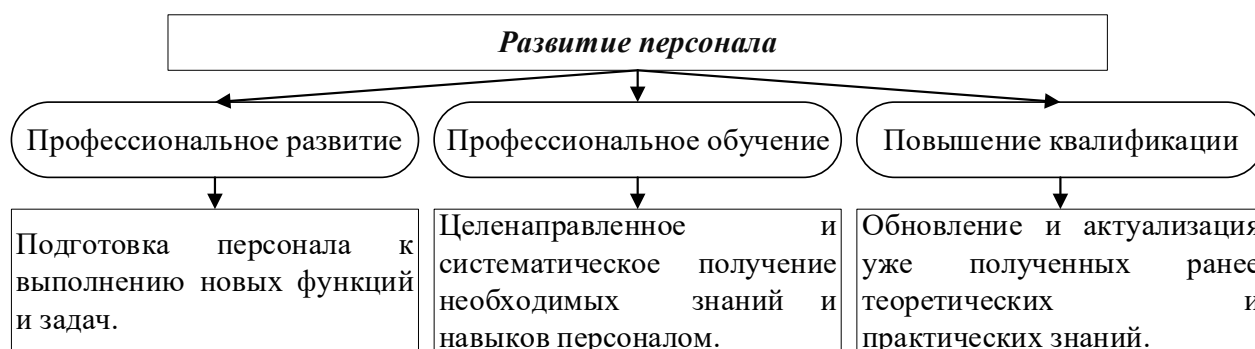 Развитие персонала
Профессиональное развитие
Профессиональное обучение
Повышение квалификации
Подготовка персонала к
выполнению новых функций
и задач.
Целенаправленное и
систематическое получение
необходимых знаний и
навыков персоналом.
Обновление и актуализация
уже полученных ранее
теоретических и
практических знаний.